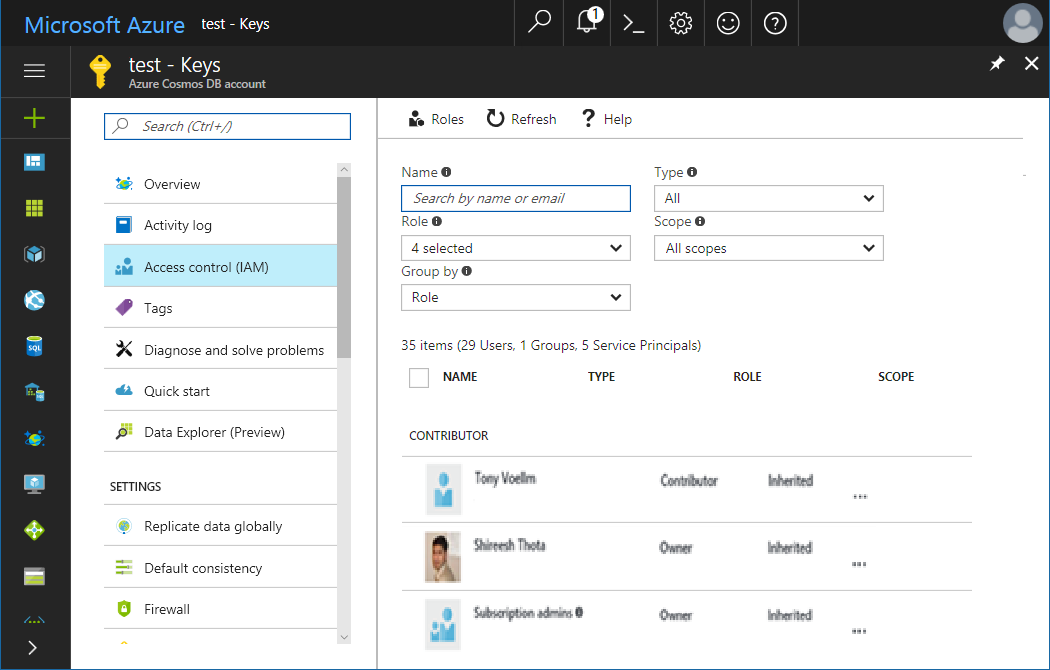 Microsoft Azure test - Keys
1
test - Keys
Azure Cosmos DB account
Search (Ctrl+/)
Overview
Activity log
Access control (IAM)
Tags
Diagnose and solve problems
Quick start
Data Explorer (Preview)
SETTINGS
Replicate data globally
Default consistency
Firewall
SQL
Roles Refresh Help
Name Type
Search by name or email All
Role Scope
4 selected All scopes
Group by
Role
35 items (29 Users, 1 Groups, 5 Service Principals)
NAME TYPE ROLE SCOPE
CONTRIBUTOR
Tony Voellm Contributor Inherited ...
Shireesh Thota Owner Inherited ...
Subscription admins Owner Inherited ...